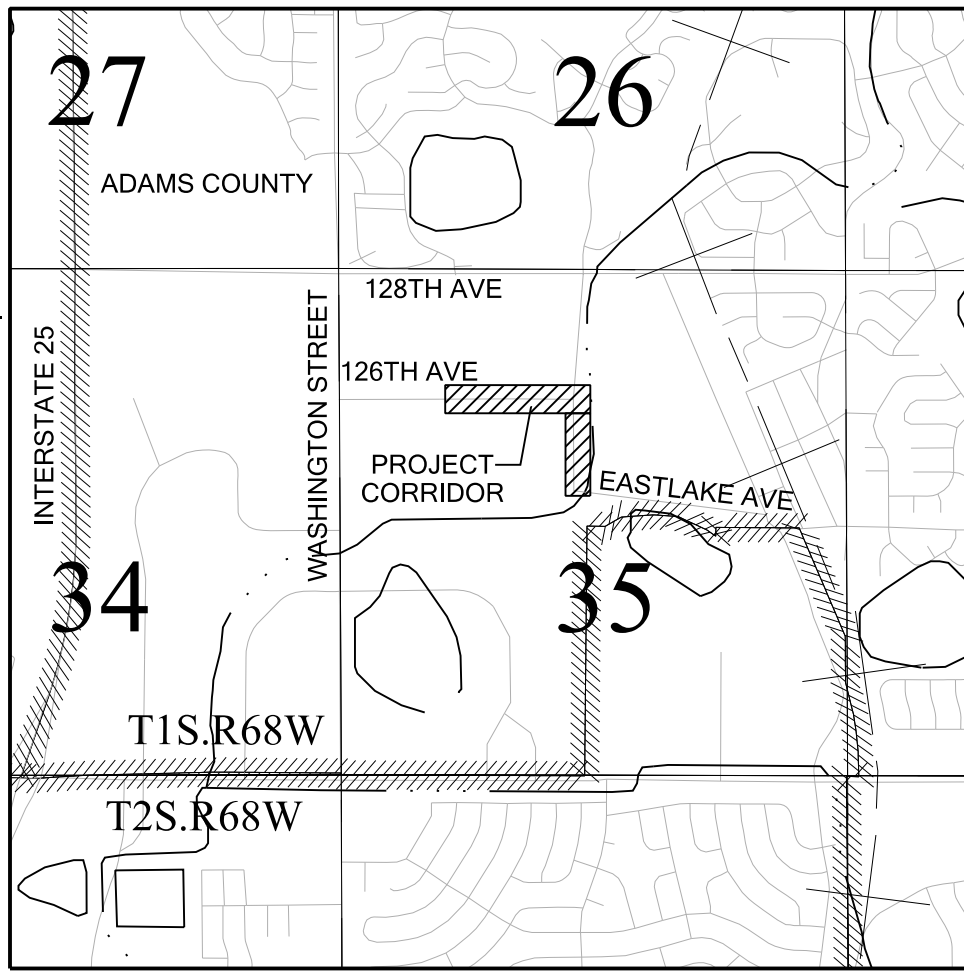 27
26
ADAMS COUNTY
128TH AVE
INTERSTATE 25
WASHINGTON STREET
126TH AVE
PROJECT
CORRIDOR
EASTLAKE AVE
34
35
T1S.R68W
T2S.R68W